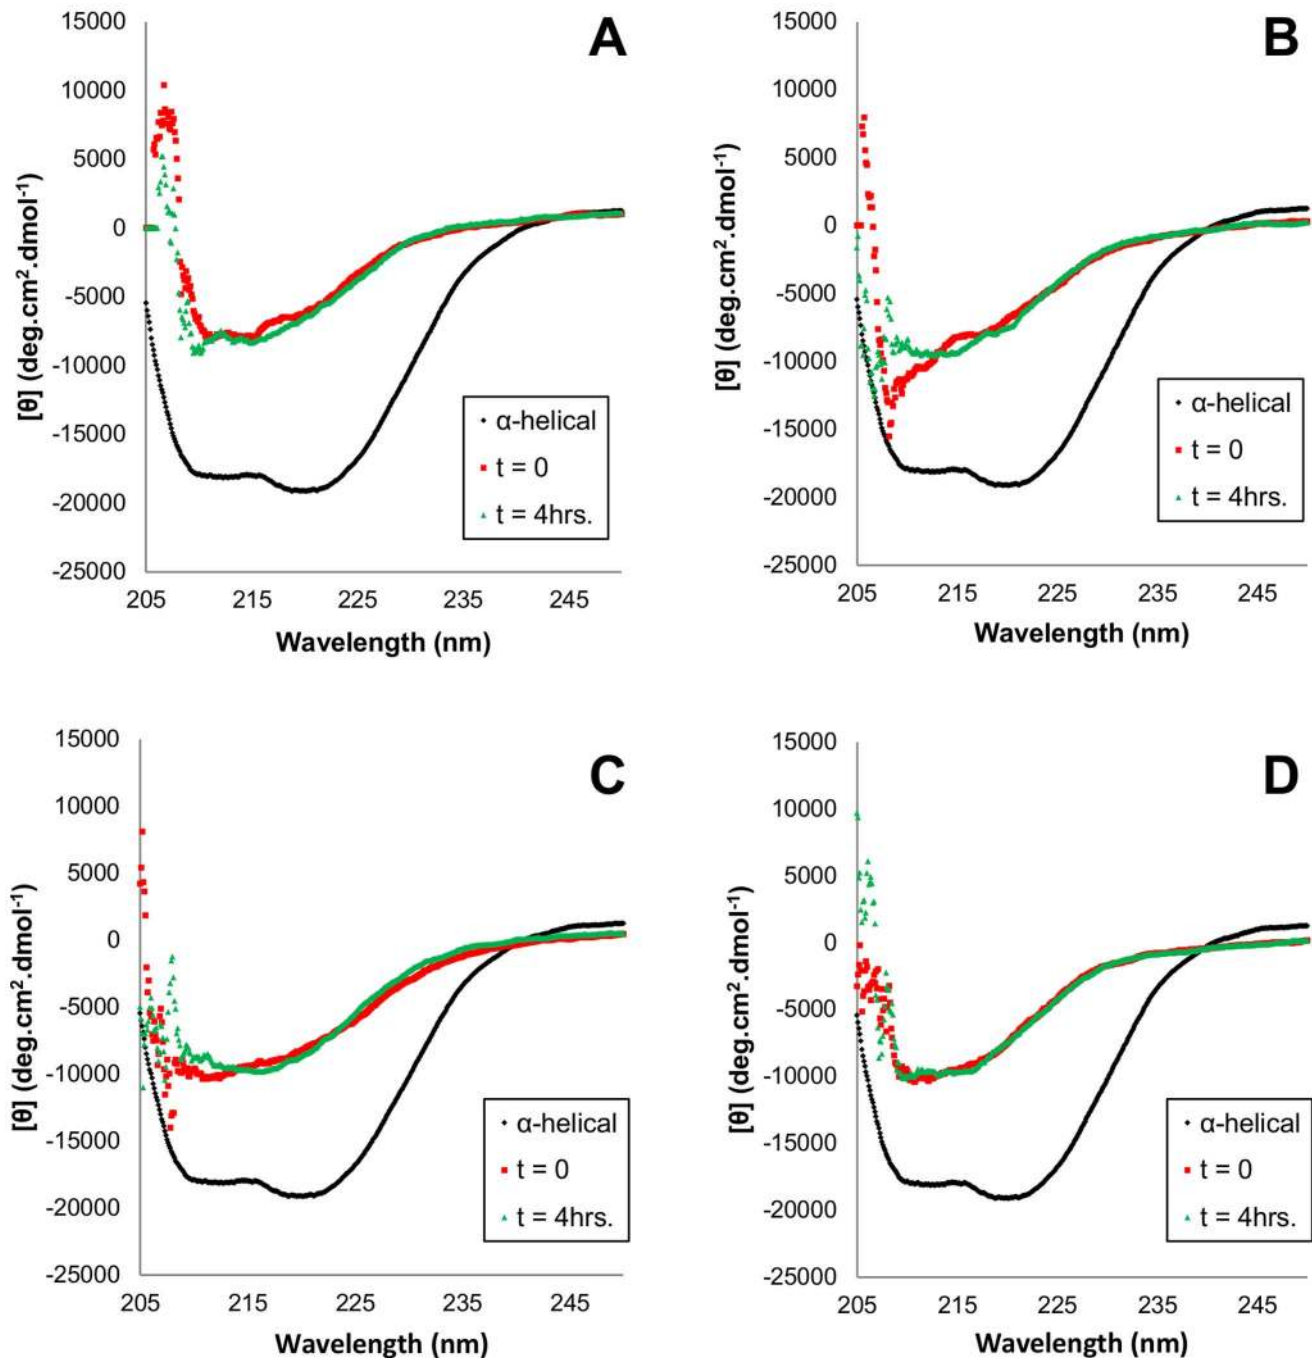 A
15000
10000
5000
0
-5000
-10000
-15000
-20000
-25000
[θ] (deg.cm².dmol⁻¹)
α-helical
t = 0
t = 4hrs.
205 215 225 235 245
Wavelength (nm)
B
15000
10000
5000
0
-5000
-10000
-15000
-20000
-25000
[θ] (deg.cm².dmol⁻¹)
α-helical
t = 0
t = 4hrs.
205 215 225 235 245
Wavelength (nm)
C
15000
10000
5000
0
-5000
-10000
-15000
-20000
-25000
[θ] (deg.cm².dmol⁻¹)
α-helical
t = 0
t = 4hrs.
205 215 225 235 245
Wavelength (nm)
D
15000
10000
5000
0
-5000
-10000
-15000
-20000
-25000
[θ] (deg.cm².dmol⁻¹)
α-helical
t = 0
t = 4hrs.
205 215 225 235 245
Wavelength (nm)